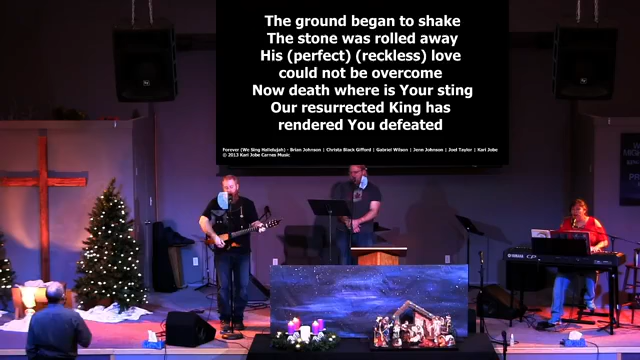 The ground began to shake
The stone was rolled away
His (perfect) (reckless) love
could not be overcome
Now death where is Your sting
Our resurrected King has
rendered You defeated
Forever (We Sing Hallelujah) - Brian Johnson | Christa Black Gifford | Gabriel Wilson | Jenn Johnson | Joel Taylor | Kari Jobe
© 2013 Kari Jobe Carnes Music
YAMAHA CP